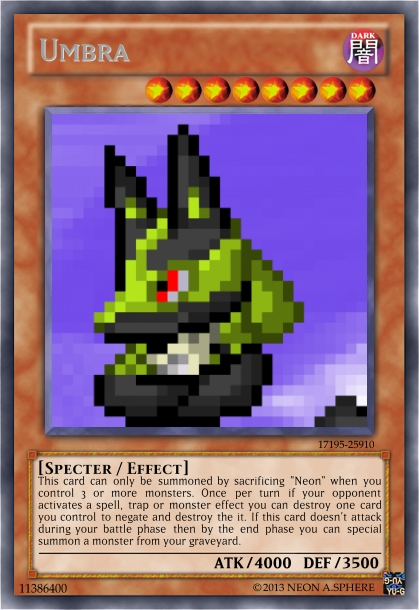 UMBRA
DARK
闇
17195-25910
[SPECTER / EFFECT]
This card can only be summoned by sacrificing "Neon" when you
control 3 or more monsters. Once per turn if your opponent
activates a spell, trap or monster effect you can destroy one card
you control to negate and destroy the it. If this card doesn't attack
during your battle phase then by the end phase you can special
summon a monster from your graveyard.
ATK/4000 DEF/3500
11386400
©2013 NEON A.SPHERE